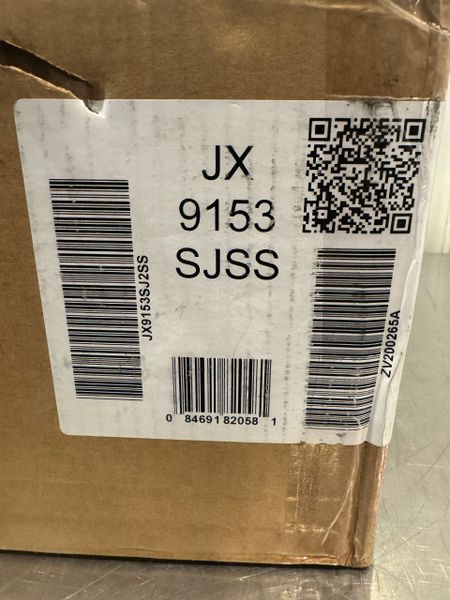 JX
9153
SJSS
JX9153SJ2SS
ZV200265A
0 84691 82058 1